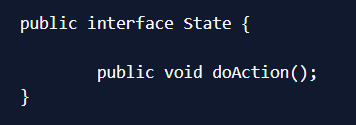 public interface State {
public void doAction();
}